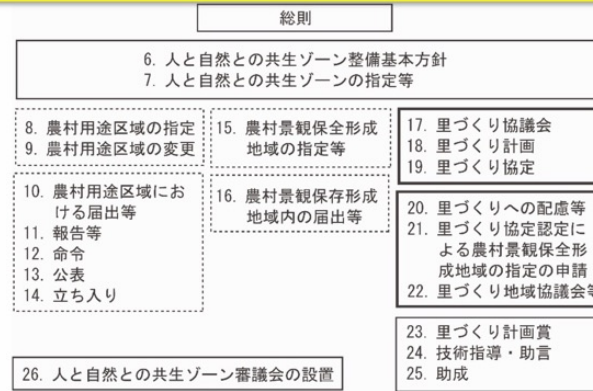 総則
6. 人と自然との共生ゾーン整備基本方針
7. 人と自然との共生ゾーンの指定等
8. 農村用途区域の指定
9. 農村用途区域の変更
10. 農村用途区域にお
ける届出等
11. 報告等
12. 命令
13. 公表
14. 立ち入り
15. 農村景観保全形成
地域の指定等
16. 農村景観保存形成
地域内の届出等
17. 里づくり協議会
18. 里づくり計画
19. 里づくり協定
20. 里づくりへの配慮等
21. 里づくり協定認定に
よる農村景観保全形
成地域の指定の申請
22. 里づくり地域協議会等
23. 里づくり計画賞
24. 技術指導・助言
25. 助成
26. 人と自然との共生ゾーン審議会の設置